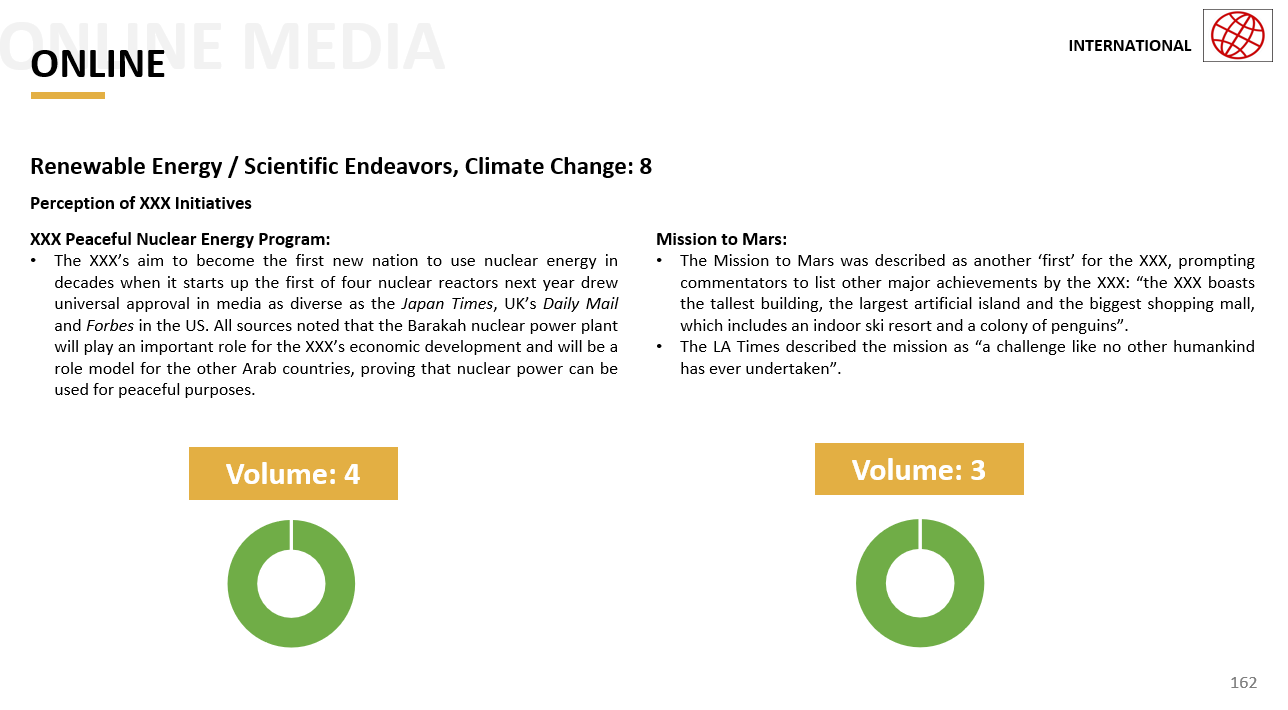 ONLINE MEDIA
ONLINE
INTERNATIONAL
Renewable Energy / Scientific Endeavors, Climate Change: 8
Perception of XXX Initiatives
XXX Peaceful Nuclear Energy Program:
• The XXX’s aim to become the first new nation to use nuclear energy in
decades when it starts up the first of four nuclear reactors next year drew
universal approval in media as diverse as the Japan Times, UK’s Daily Mail
and Forbes in the US. All sources noted that the Barakah nuclear power plant
will play an important role for the XXX’s economic development and will be a
role model for the other Arab countries, proving that nuclear power can be
used for peaceful purposes.
Volume: 4
Mission to Mars:
• The Mission to Mars was described as another ‘first’ for the XXX, prompting
commentators to list other major achievements by the XXX: “the XXX boasts
the tallest building, the largest artificial island and the biggest shopping mall,
which includes an indoor ski resort and a colony of penguins”.
• The LA Times described the mission as “a challenge like no other humankind
has ever undertaken”.
Volume: 3
162